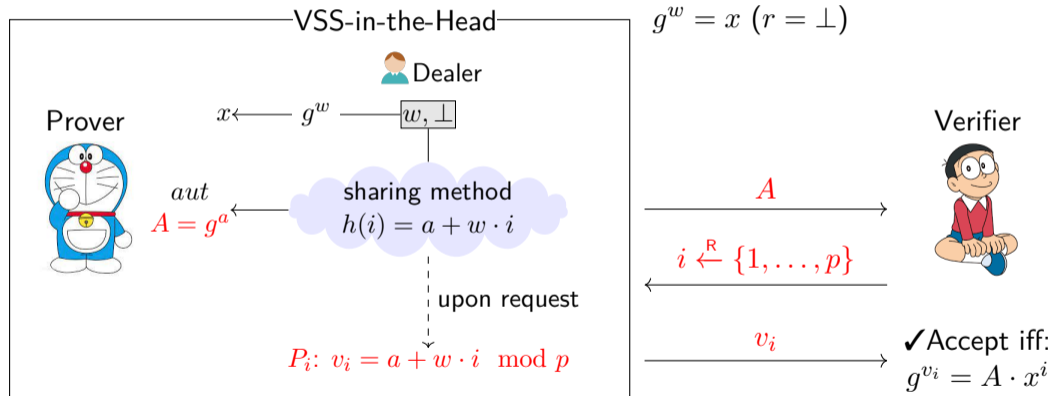 VSS-in-the-Head
g^w = x (r = ⊥)
Dealer
x ← g^w — w, ⊥
Prover
Verifier
sharing method
h(i) = a + w · i
aut
A = g^a
A
i ←^R {1, . . . , p}
upon request
P_i: v_i = a + w · i mod p
v_i
✓Accept iff:
g^{v_i} = A · x^i